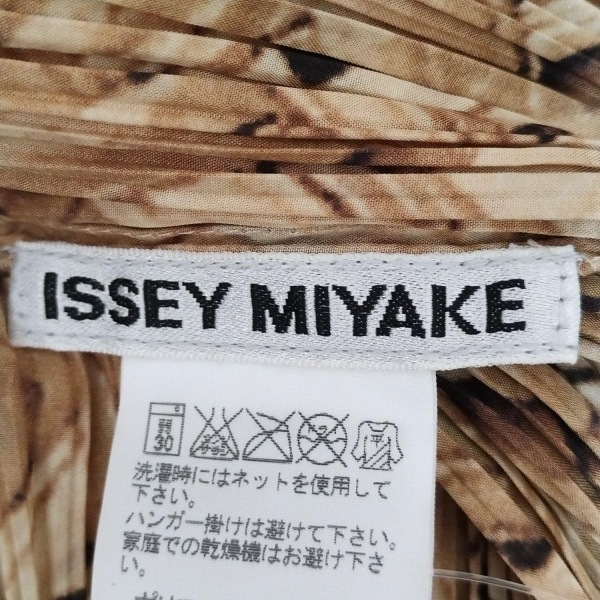 ISSEY MIYAKE
弱
30
平
洗濯時にはネットを使用して
下さい。
ハンガー掛けは避けて下さい。
家庭での乾燥機はお避け下さ
い。